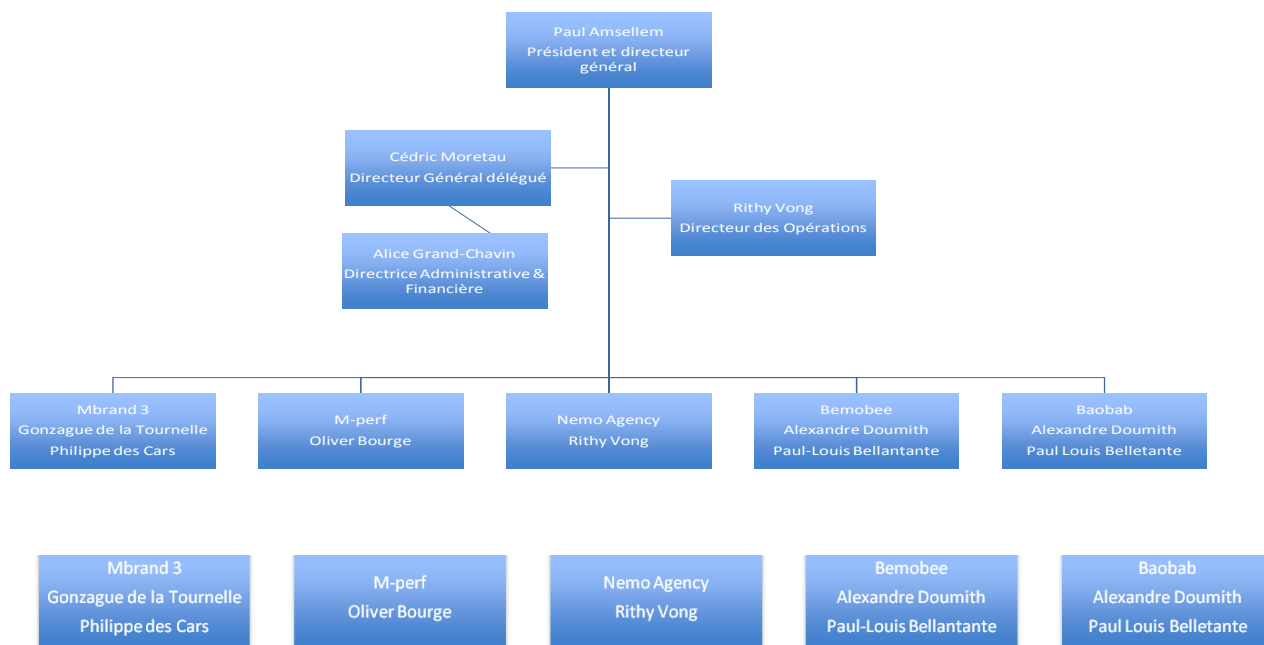 Paul Amsellem
Président et directeur
général
Cédric Moretau
Directeur Général délégué
Rithy Vong
Directeur des Opérations
Alice Grand-Chavin
Directrice Administrative &
Financière
Mbrand 3
Gonzague de la Tournelle
Philippe des Cars
M-perf
Oliver Bourge
Nemo Agency
Rithy Vong
Bemobee
Alexandre Doumith
Paul-Louis Bellantante
Baobab
Alexandre Doumith
Paul Louis Belletante
Mbrand 3
Gonzague de la Tournelle
Philippe des Cars
M-perf
Oliver Bourge
Nemo Agency
Rithy Vong
Bemobee
Alexandre Doumith
Paul-Louis Bellantante
Baobab
Alexandre Doumith
Paul Louis Belletante